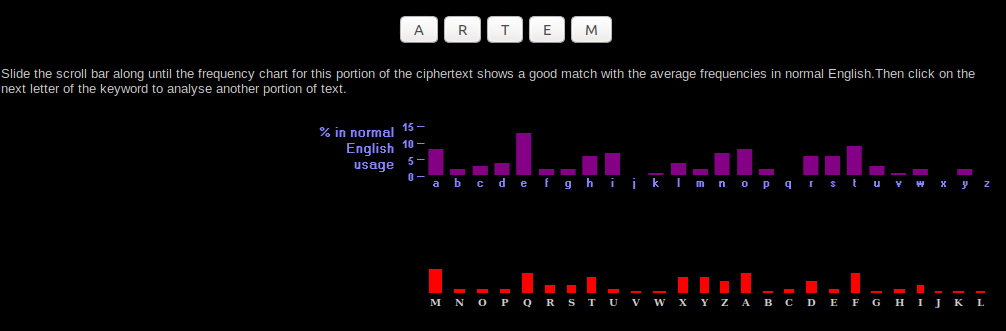 A R T E M
Slide the scroll bar along until the frequency chart for this portion of the ciphertext shows a good match with the average frequencies in normal English.Then click on the
next letter of the keyword to analyse another portion of text.
% in normal
English
usage
15
10
5
0
a b c d e f g h i j k l m n o p q r s t u v w x y z
M N O P Q R S T U V W X Y Z A B C D E F G H I J K L